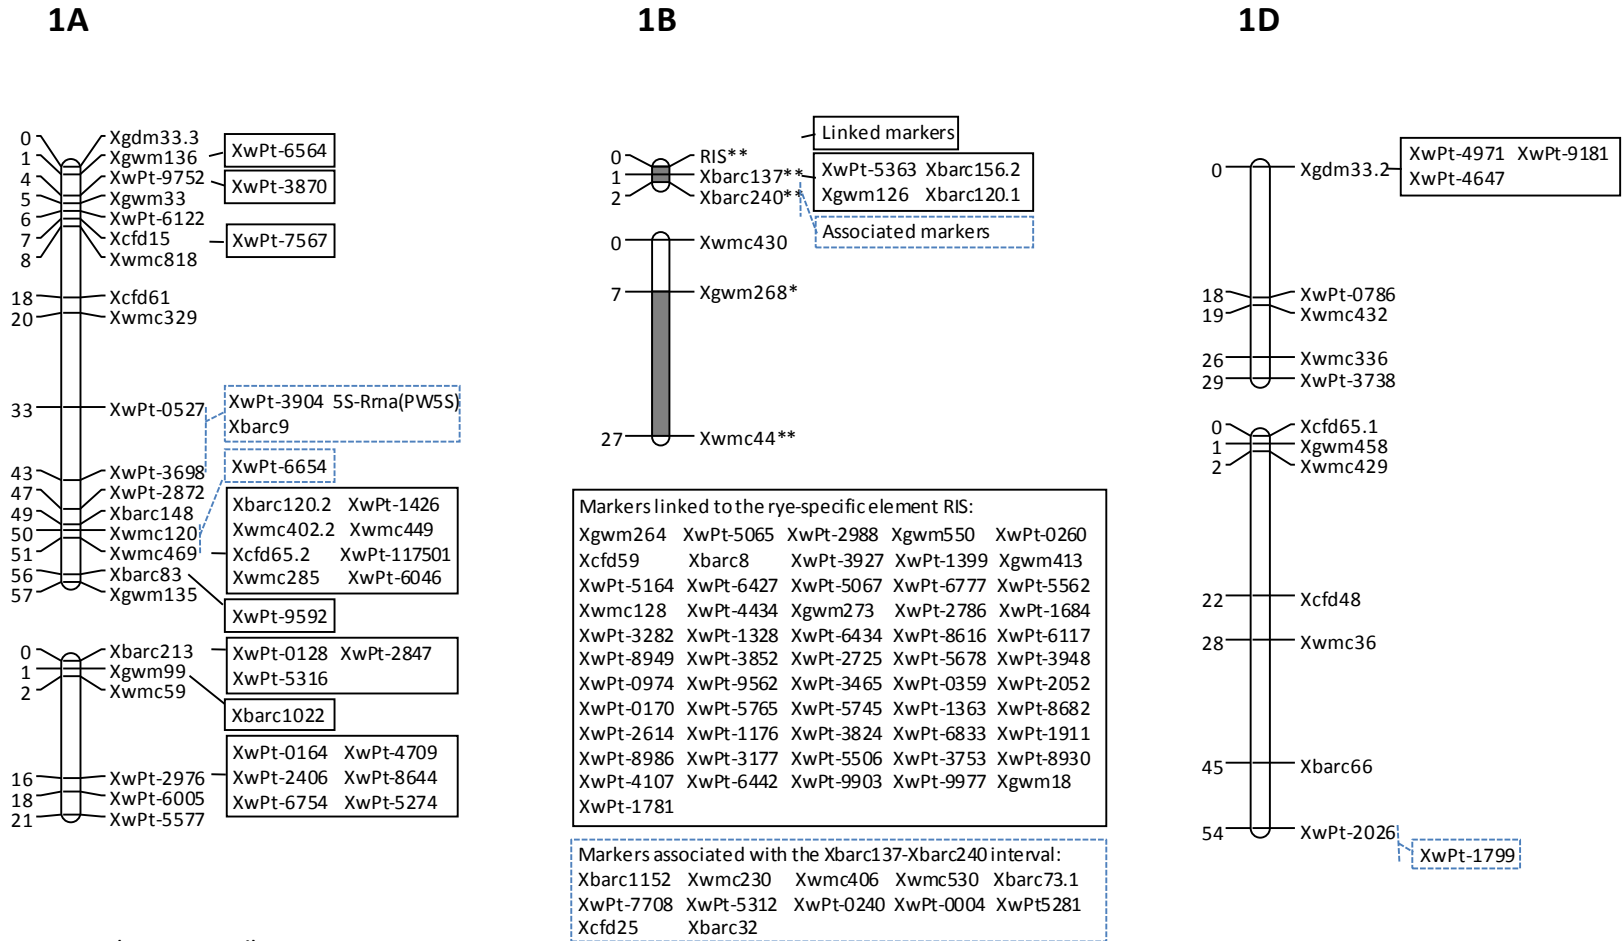 1A
0 Xgdm33.3
1 Xgwm136
XwPt-6564
4 XwPt-9752
XwPt-3870
5 Xgwm33
6 XwPt-6122
7 Xcfd15
XwPt-7567
8 Xwmc818
18 Xcfd61
20 Xwmc329
33 XwPt-0527
XwPt-3904 5S-Rrna(PW5S)
Xbarc9
43 XwPt-3698
XwPt-6654
47 XwPt-2872
49 Xbarc148
50 Xwmc120
51 Xwmc469
Xbarc120.2 XwPt-1426
Xwmc402.2 Xwmc449
Xcfd65.2 XwPt-117501
Xwmc285 XwPt-6046
56 Xbarc83
57 Xgwm135
XwPt-9592
0 Xbarc213
XwPt-0128 XwPt-2847
XwPt-5316
1 Xgwm99
2 Xwmc59
Xbarc1022
16 XwPt-2976
XwPt-0164 XwPt-4709
XwPt-2406 XwPt-8644
XwPt-6754 XwPt-5274
18 XwPt-6005
21 XwPt-5577
1B
Linked markers
0 RIS**
1 Xbarc137**
XwPt-5363 Xbarc156.2
Xgwm126 Xbarc120.1
2 Xbarc240**
Associated markers
0 Xwmc430
7 Xgwm268*
27 Xwmc44**
Markers linked to the rye-specific element RIS:
Xgwm264 XwPt-5065 XwPt-2988 Xgwm550 XwPt-0260
Xcfd59 Xbarc8 XwPt-3927 XwPt-1399 Xgwm413
XwPt-5164 XwPt-6427 XwPt-5067 XwPt-6777 XwPt-5562
Xwmc128 XwPt-4434 Xgwm273 XwPt-2786 XwPt-1684
XwPt-3282 XwPt-1328 XwPt-6434 XwPt-8616 XwPt-6117
XwPt-8949 XwPt-3852 XwPt-2725 XwPt-5678 XwPt-3948
XwPt-0974 XwPt-9562 XwPt-3465 XwPt-0359 XwPt-2052
XwPt-0170 XwPt-5765 XwPt-5745 XwPt-1363 XwPt-8682
XwPt-2614 XwPt-1176 XwPt-3824 XwPt-6833 XwPt-1911
XwPt-8986 XwPt-3177 XwPt-5506 XwPt-3753 XwPt-8930
XwPt-4107 XwPt-6442 XwPt-9903 XwPt-9977 Xgwm18
XwPt-1781
Markers associated with the Xbarc137-Xbarc240 interval:
Xbarc1152 Xwmc230 Xwmc406 Xwmc530 Xbarc73.1
XwPt-7708 XwPt-5312 XwPt-0240 XwPt-0004 XwPt5281
Xcfd25 Xbarc32
1D
0 Xgdm33.2
XwPt-4971 XwPt-9181
XwPt-4647
18 XwPt-0786
19 Xwmc432
26 Xwmc336
29 XwPt-3738
0 Xcfd65.1
1 Xgwm458
2 Xwmc429
22 Xcfd48
28 Xwmc36
45 Xbarc66
54 XwPt-2026
XwPt-1799